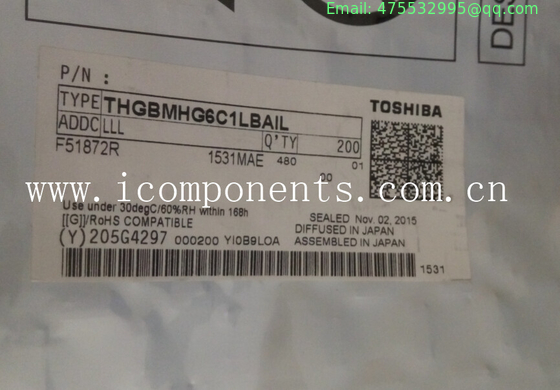 Email: 475532995@qq.com
P/N :
TYPE THGBMHG6C1LBAIL
TOSHIBA
ADDC LLL
Q'TY 200
F51872R 1531MAE 480 01
00
www.icomponents.com.cn
Use under 30degC/60%RH within 168h
SEALED Nov. 02, 2015
[[G]]/RoHS COMPATIBLE
DIFFUSED IN JAPAN
(Y) 205G4297 000200 YI0B9LOA
ASSEMBLED IN JAPAN
1531